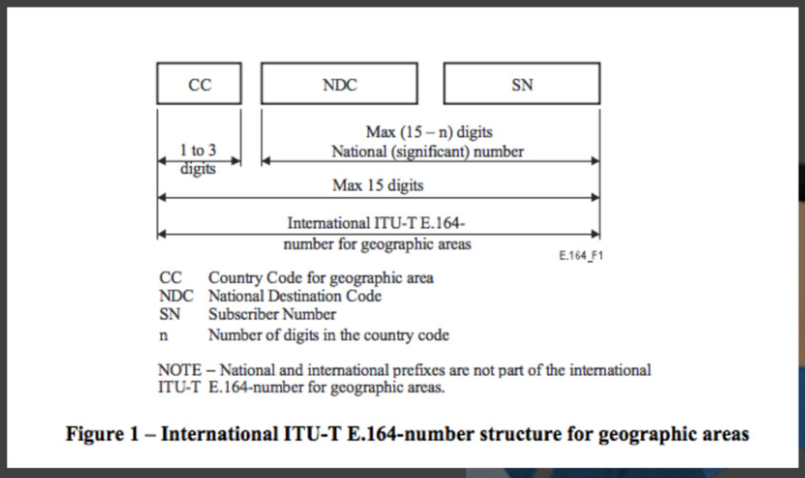 CC
NDC
SN
Max (15 – n) digits
1 to 3
National (significant) number
digits
Max 15 digits
International ITU-T E.164-
number for geographic areas
E.164_F1
CC Country Code for geographic area
NDC National Destination Code
SN Subscriber Number
n Number of digits in the country code
NOTE – National and international prefixes are not part of the international
ITU-T E.164-number for geographic areas.
Figure 1 – International ITU-T E.164-number structure for geographic areas